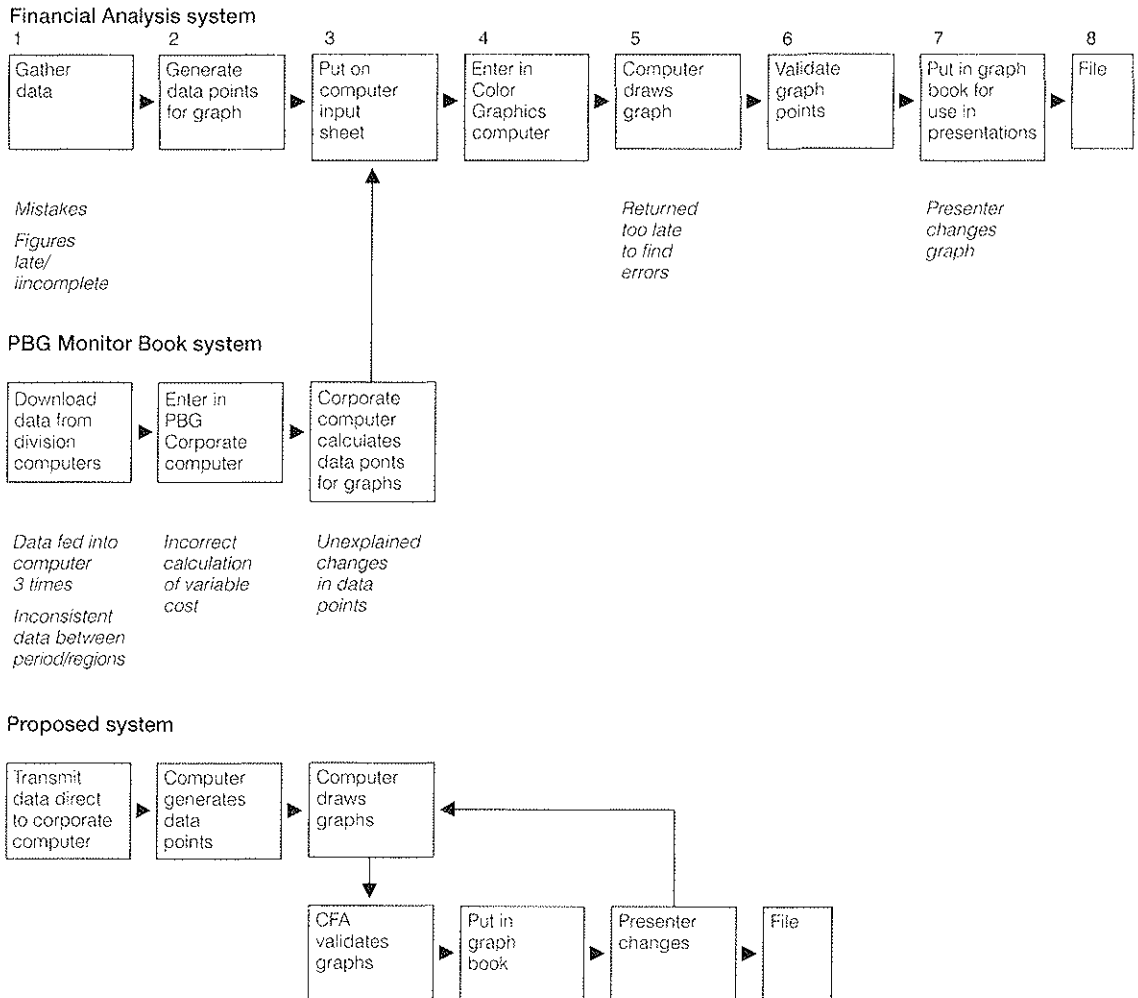 Financial Analysis system
1
2
3
4
5
6
7
8
Gather
data
Generate
data points
for graph
Put on
computer
input
sheet
Enter in
Color
Graphics
computer
Computer
draws
graph
Validate
graph
points
Put in graph
book for
use in
presentations
File
Mistakes
Figures
late/
iincomplete
Returned
too late
to find
errors
Presenter
changes
graph
PBG Monitor Book system
Download
data from
division
computers
Enter in
PBG
Corporate
computer
Corporate
computer
calculates
data ponts
for graphs
Data fed into
computer
3 times
Inconsistent
data between
period/regions
Incorrect
calculation
of variable
cost
Unexplained
changes
in data
points
Proposed system
Transmit
data direct
to corporate
computer
Computer
generates
data
points
Computer
draws
graphs
CFA
validates
graphs
Put in
graph
book
Presenter
changes
File